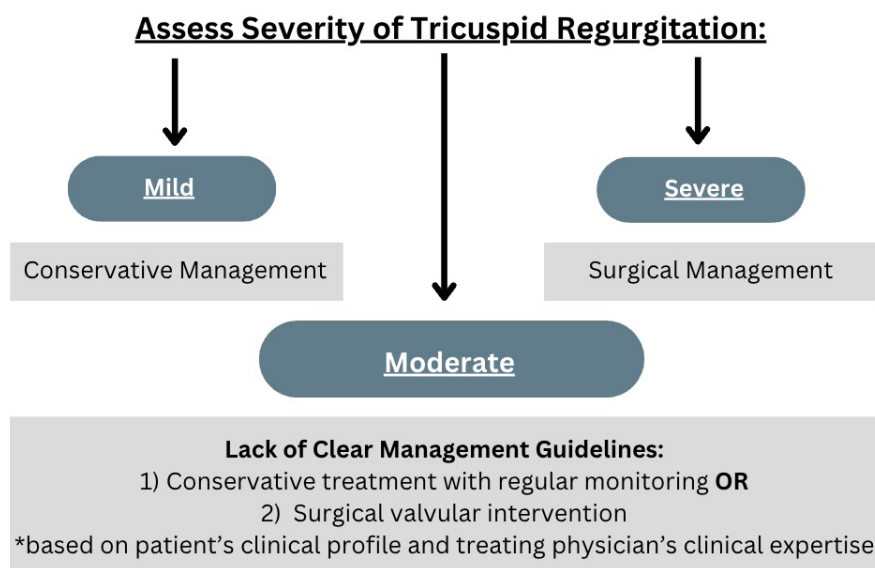 Assess Severity of Tricuspid Regurgitation:
Mild
Severe
Conservative Management
Surgical Management
Moderate
Lack of Clear Management Guidelines:
1) Conservative treatment with regular monitoring OR
2) Surgical valvular intervention
*based on patient's clinical profile and treating physician's clinical expertise